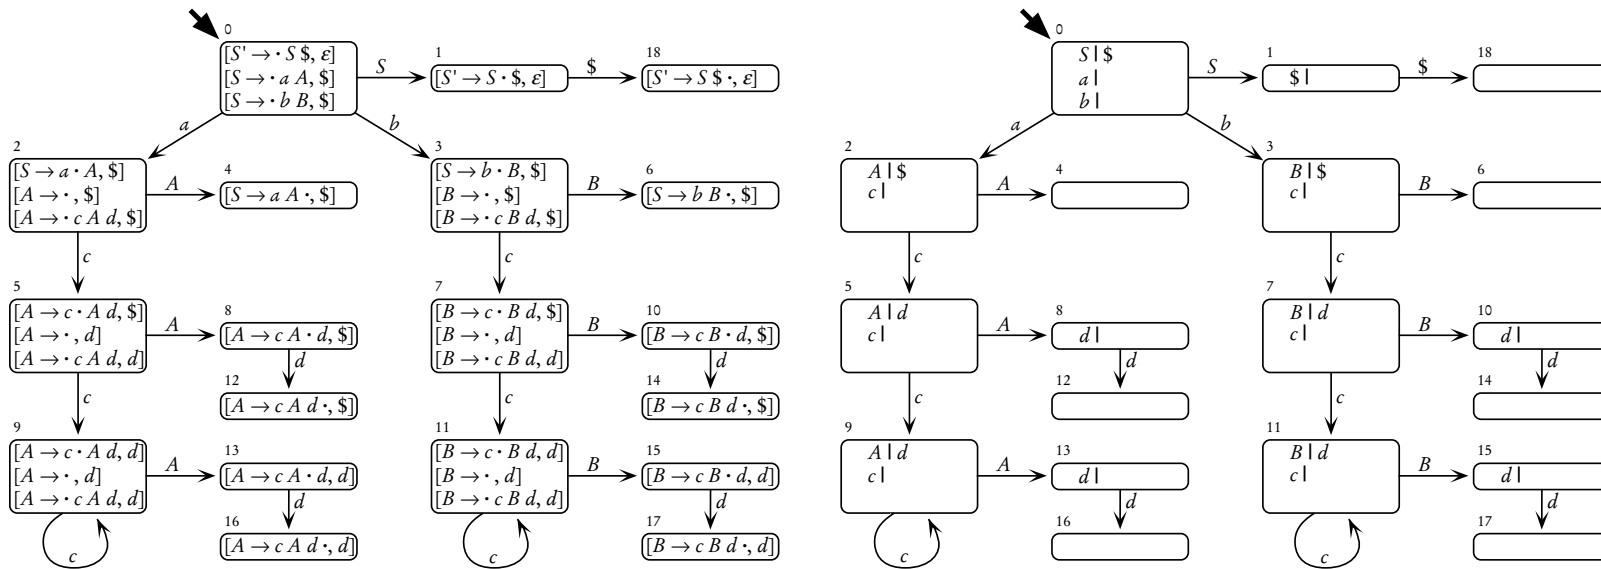 0
[S' → · S $, ε]
[S → · a A, $]
[S → · b B, $]
S
1
[S' → S · $, ε]
$
18
[S' → S $ ·, ε]
a
b
2
[S → a · A, $]
[A → · , $]
[A → · c A d, $]
A
4
[S → a A ·, $]
3
[S → b · B, $]
[B → · , $]
[B → · c B d, $]
B
6
[S → b B ·, $]
c
c
5
[A → c · A d, $]
[A → · , d]
[A → · c A d, d]
A
8
[A → c A · d, $]
d
12
[A → c A d ·, $]
7
[B → c · B d, $]
[B → · , d]
[B → · c B d, d]
B
10
[B → c B · d, $]
d
14
[B → c B d ·, $]
c
c
9
[A → c · A d, d]
[A → · , d]
[A → · c A d, d]
A
13
[A → c A · d, d]
d
16
[A → c A d ·, d]
c
11
[B → c · B d, d]
[B → · , d]
[B → · c B d, d]
B
15
[B → c B · d, d]
d
17
[B → c B d ·, d]
c
0
S | $
a |
b |
S
1
$ |
$
18
a
b
2
A | $
c |
A
4
3
B | $
c |
B
6
c
c
5
A | d
c |
A
8
d |
d
12
7
B | d
c |
B
10
d |
d
14
c
c
9
A | d
c |
A
13
d |
d
16
c
11
B | d
c |
B
15
d |
d
17
c